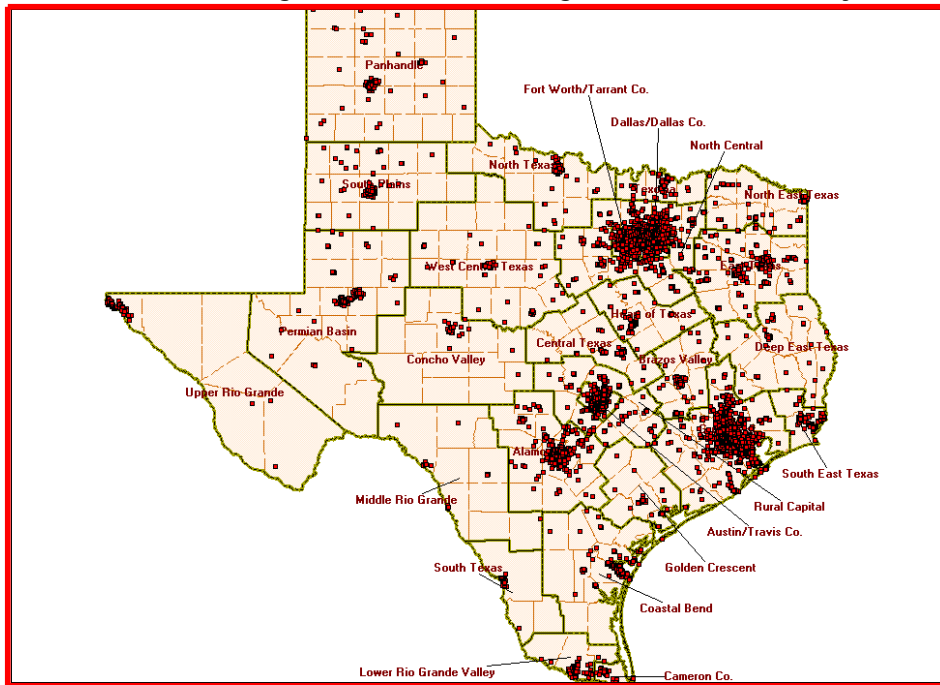 Panhandle
Fort Worth/Tarrant Co.
Dallas/Dallas Co.
North Central
North Texas
South Plains
North East Texas
West Central Texas
Heart of Texas
Permian Basin
Central Texas
Deep East Texas
Concho Valley
Brazos Valley
Upper Rio Grande
South East Texas
Middle Rio Grande
Rural Capital
Austin/Travis Co.
South Texas
Golden Crescent
Coastal Bend
Lower Rio Grande Valley
Cameron Co.